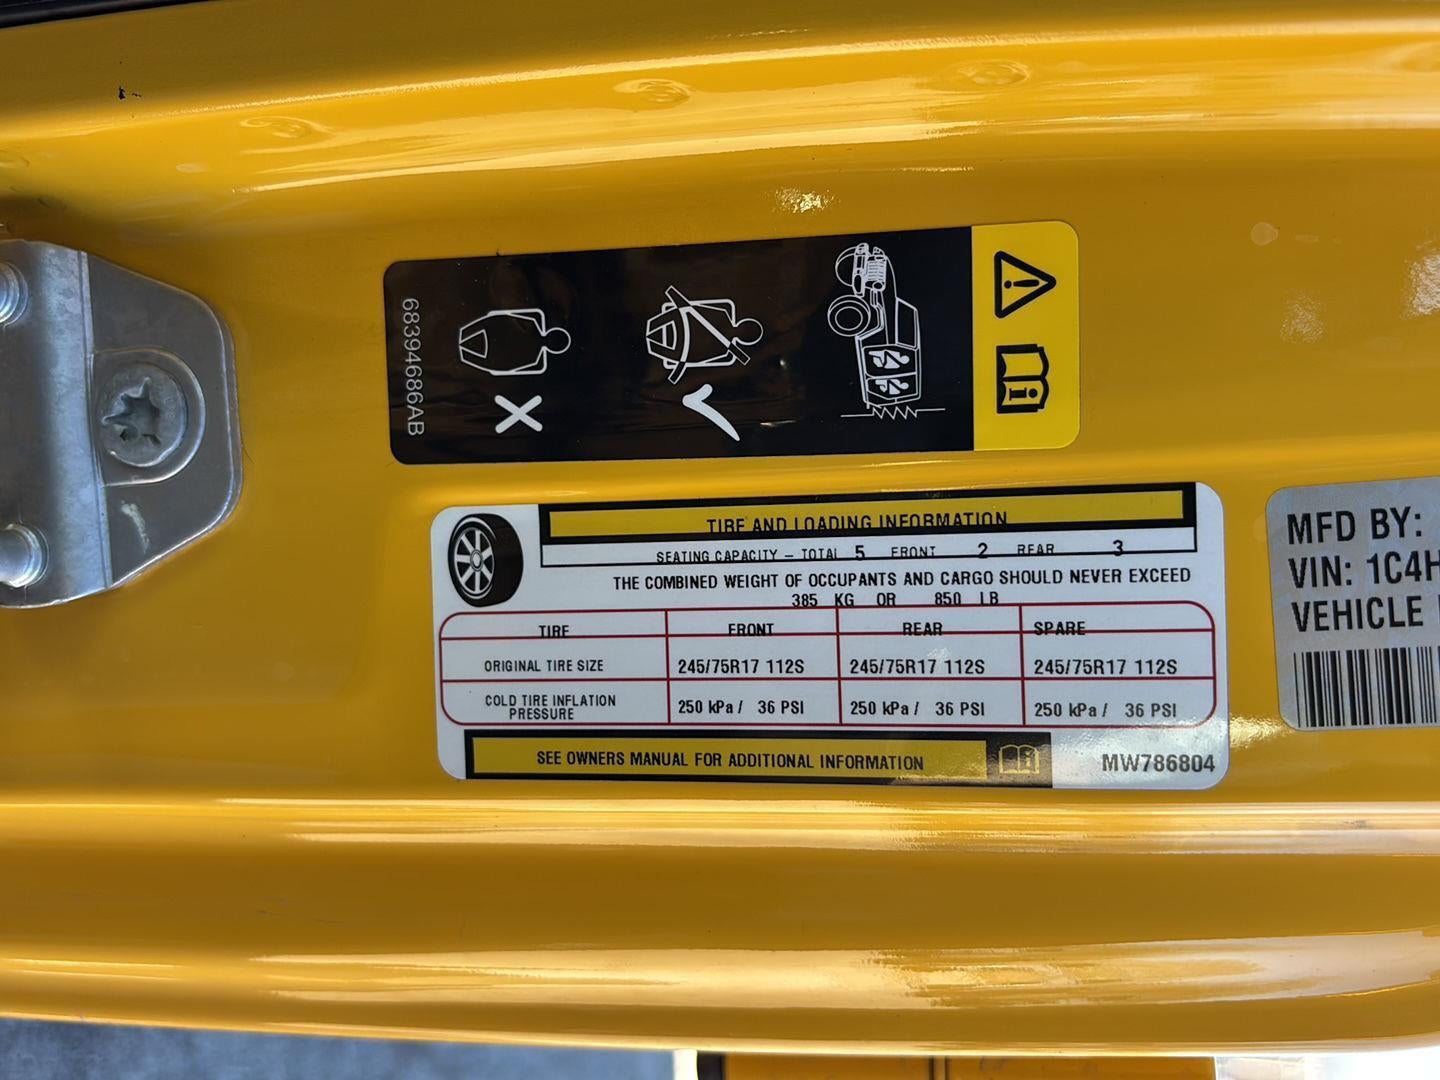 68394686AB
TIRE AND LOADING INFORMATION
SEATING CAPACITY – TOTAL 5 FRONT 2 REAR 3
THE COMBINED WEIGHT OF OCCUPANTS AND CARGO SHOULD NEVER EXCEED
385 KG OR 850 LB
TIRE FRONT REAR SPARE
ORIGINAL TIRE SIZE 245/75R17 112S 245/75R17 112S 245/75R17 112S
COLD TIRE INFLATION
PRESSURE 250 kPa / 36 PSI 250 kPa / 36 PSI 250 kPa / 36 PSI
SEE OWNERS MANUAL FOR ADDITIONAL INFORMATION
MW786804
MFD BY:
VIN: 1C4H
VEHICLE